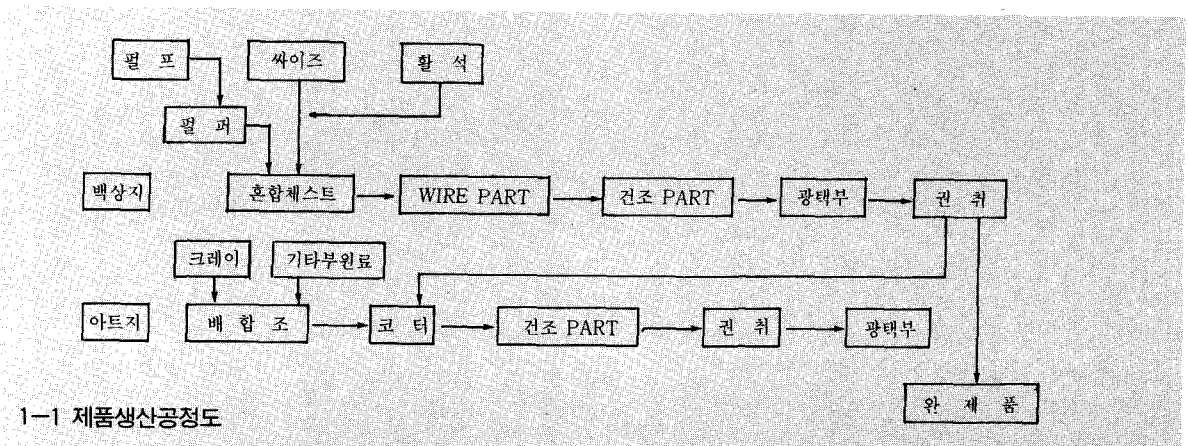 펄 프
싸이즈
활 석
펄 퍼
백상지
혼합체스트
WIRE PART
건조 PART
광택부
권 취
크레이
기타부원료
아트지
배 합 조
코 터
건조 PART
권 취
광택부
완 제 품
1-1 제품생산공정도